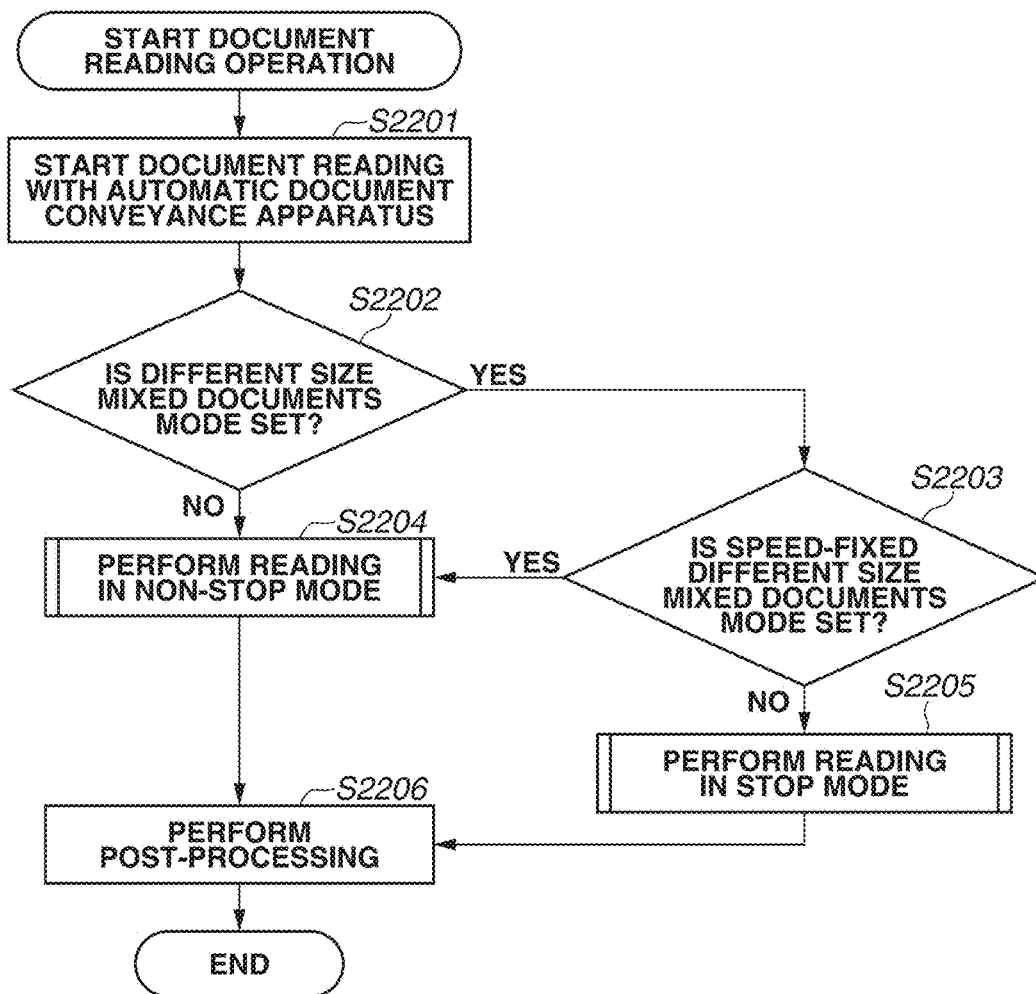 START DOCUMENT
READING OPERATION
S2201
START DOCUMENT READING
WITH AUTOMATIC DOCUMENT
CONVEYANCE APPARATUS
S2202
IS DIFFERENT SIZE
MIXED DOCUMENTS
MODE SET?
YES
NO
S2203
IS SPEED-FIXED
DIFFERENT SIZE
MIXED DOCUMENTS
MODE SET?
YES
NO
S2204
PERFORM READING
IN NON-STOP MODE
S2205
PERFORM READING
IN STOP MODE
S2206
PERFORM
POST-PROCESSING
END